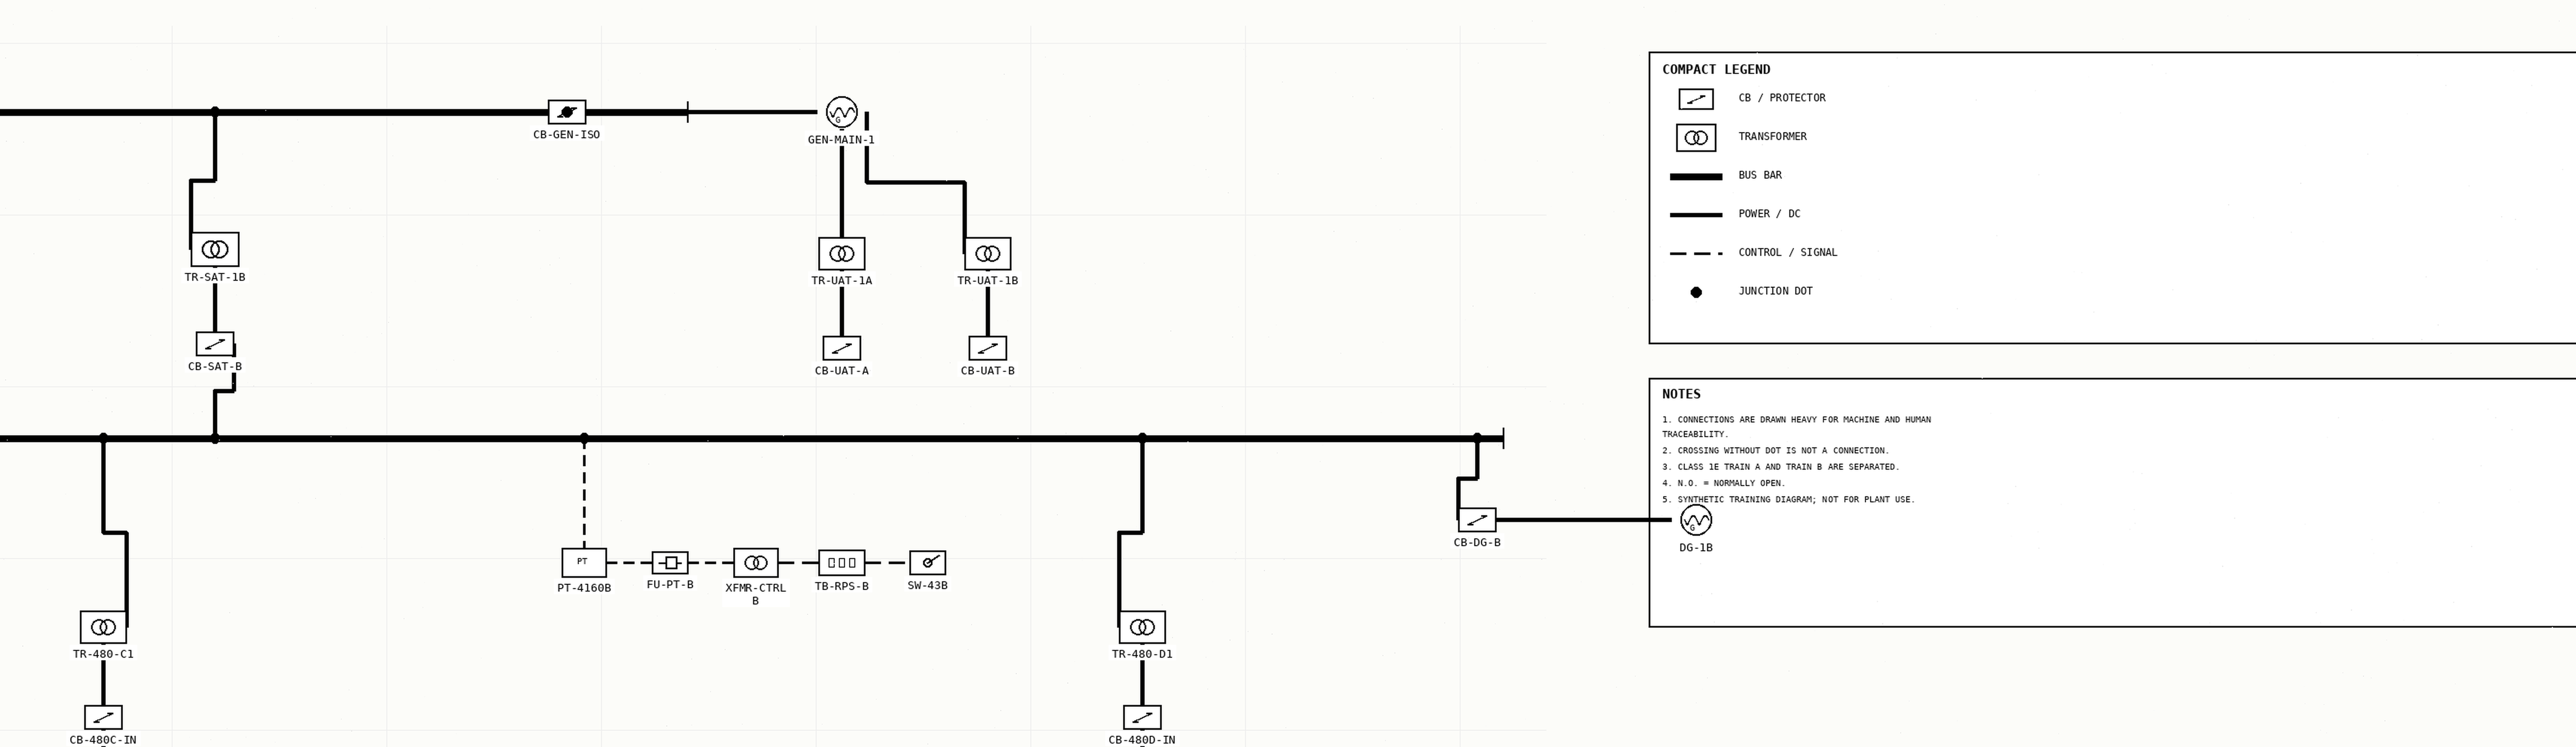 COMPACT LEGEND
CB / PROTECTOR
TRANSFORMER
BUS BAR
POWER / DC
CONTROL / SIGNAL
JUNCTION DOT
CB-GEN-ISO
G
GEN-MAIN-1
TR-SAT-1B
TR-UAT-1A
TR-UAT-1B
CB-SAT-B
CB-UAT-A
CB-UAT-B
NOTES
1. CONNECTIONS ARE DRAWN HEAVY FOR MACHINE AND HUMAN
TRACEABILITY.
2. CROSSING WITHOUT DOT IS NOT A CONNECTION.
3. CLASS 1E TRAIN A AND TRAIN B ARE SEPARATED.
4. N.O. = NORMALLY OPEN.
5. SYNTHETIC TRAINING DIAGRAM; NOT FOR PLANT USE.
G
CB-DG-B
DG-1B
PT
PT-4160B
FU-PT-B
XFMR-CTRL
B
TB-RPS-B
SW-43B
TR-480-C1
TR-480-D1
CB-480C-IN
CB-480D-IN